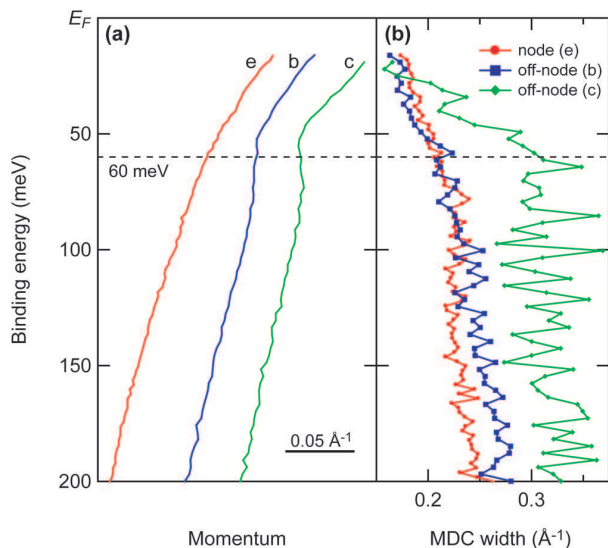 E_F
(a)
e
b
c
(b)
node (e)
off-node (b)
off-node (c)
50
60 meV
100
150
200
0.05 Å-1
0.2
0.3
Binding energy (meV)
Momentum
MDC width (Å-1)